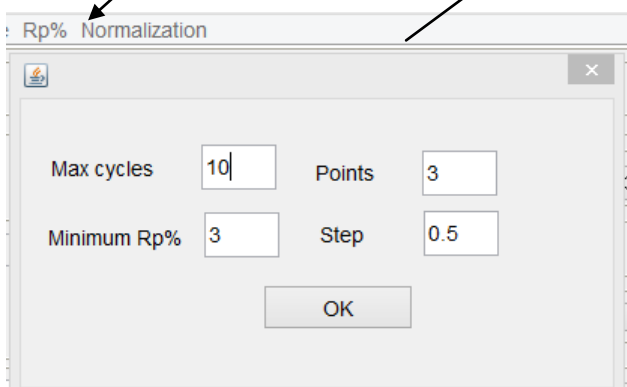 Rp% Normalization
Max cycles 10 Points 3
Minimum Rp% 3 Step 0.5
OK